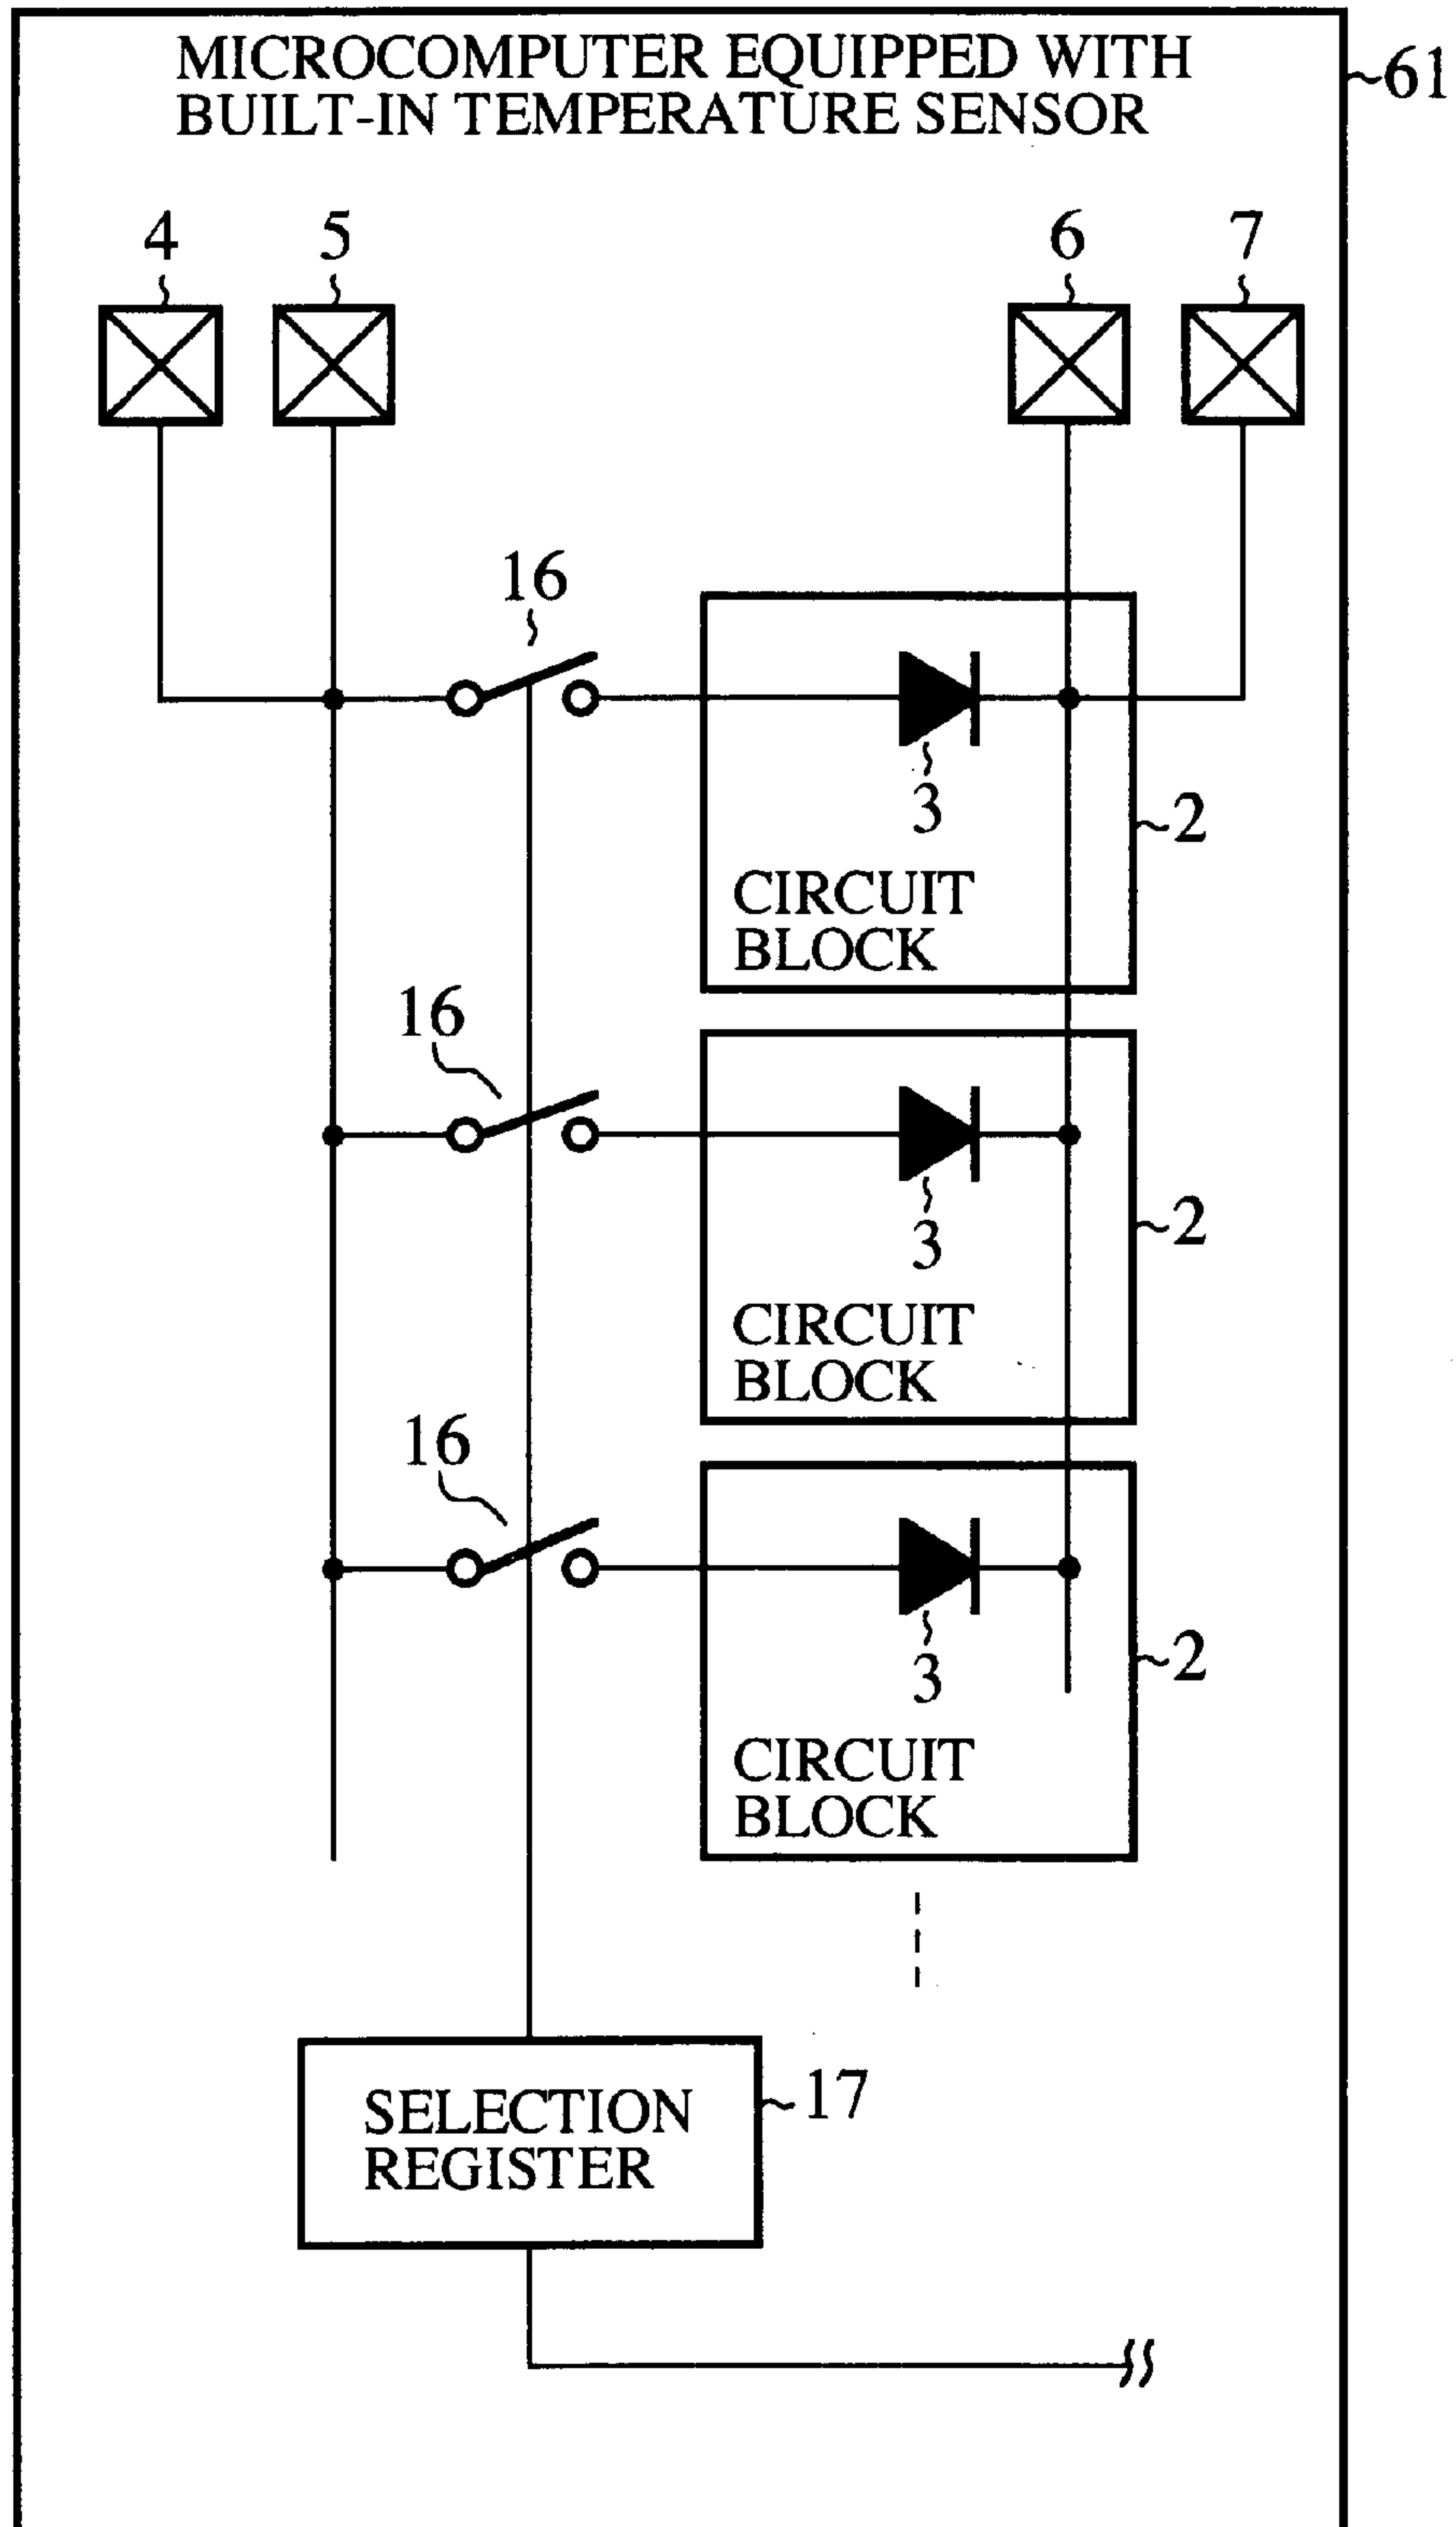 MICROCOMPUTER EQUIPPED WITH
BUILT-IN TEMPERATURE SENSOR
61
4
5
6
7
16
3
2
CIRCUIT
BLOCK
16
3
2
CIRCUIT
BLOCK
16
3
2
CIRCUIT
BLOCK
SELECTION
REGISTER
17